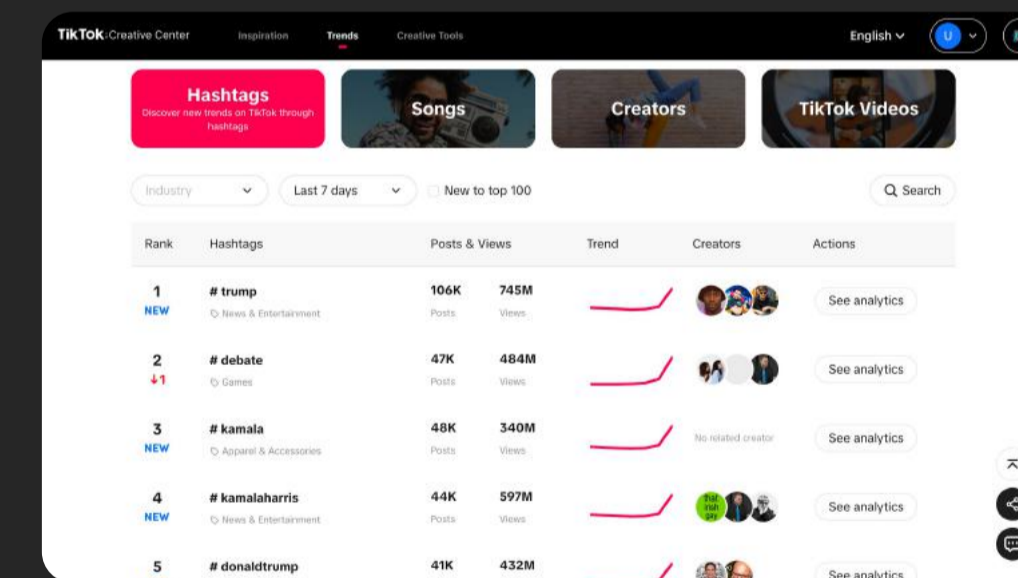 TikTok: Creative Center
Inspiration
Trends
Creative Tools
English
U
Hashtags
Discover new trends on TikTok through
hashtags
Songs
Creators
TikTok Videos
Industry
Last 7 days
New to top 100
Search
Rank Hashtags Posts & Views Trend Creators Actions
1 # trump 106K 745M See analytics
NEW News & Entertainment Posts Views
2 # debate 47K 484M See analytics
↓1 Games Posts Views
3 # kamala 48K 340M No related creator See analytics
NEW Apparel & Accessories Posts Views
4 # kamalaharris 44K 597M that irish gay See analytics
NEW News & Entertainment Posts Views
5 # donaldtrump 41K 432M See analytics